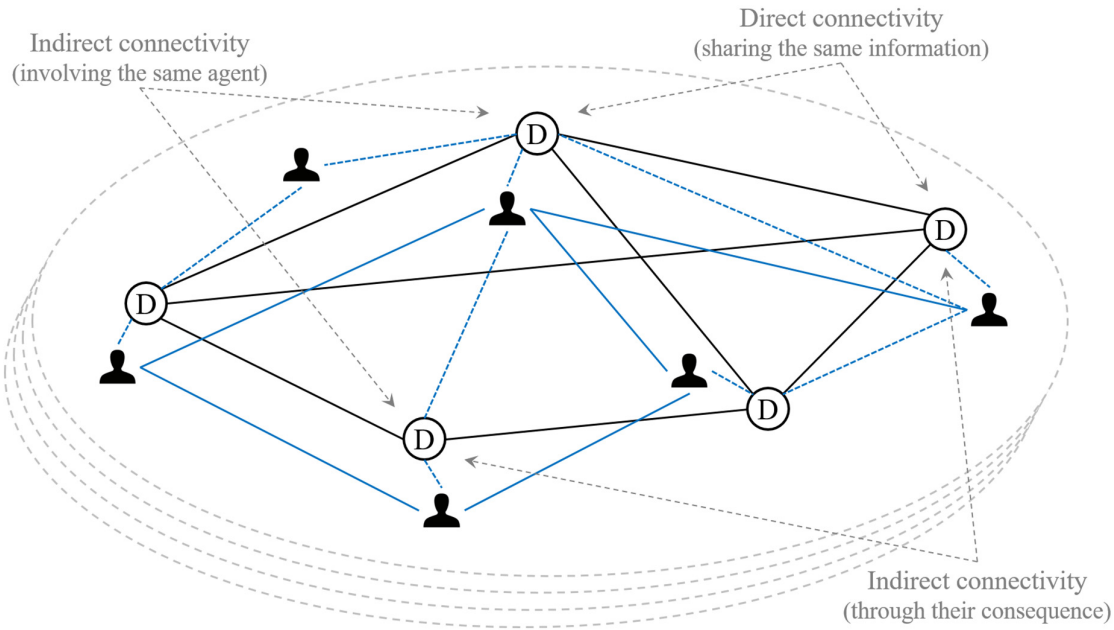 Indirect connectivity
(involving the same agent)
Direct connectivity
(sharing the same information)
D
D
D
D
D
Indirect connectivity
(through their consequence)